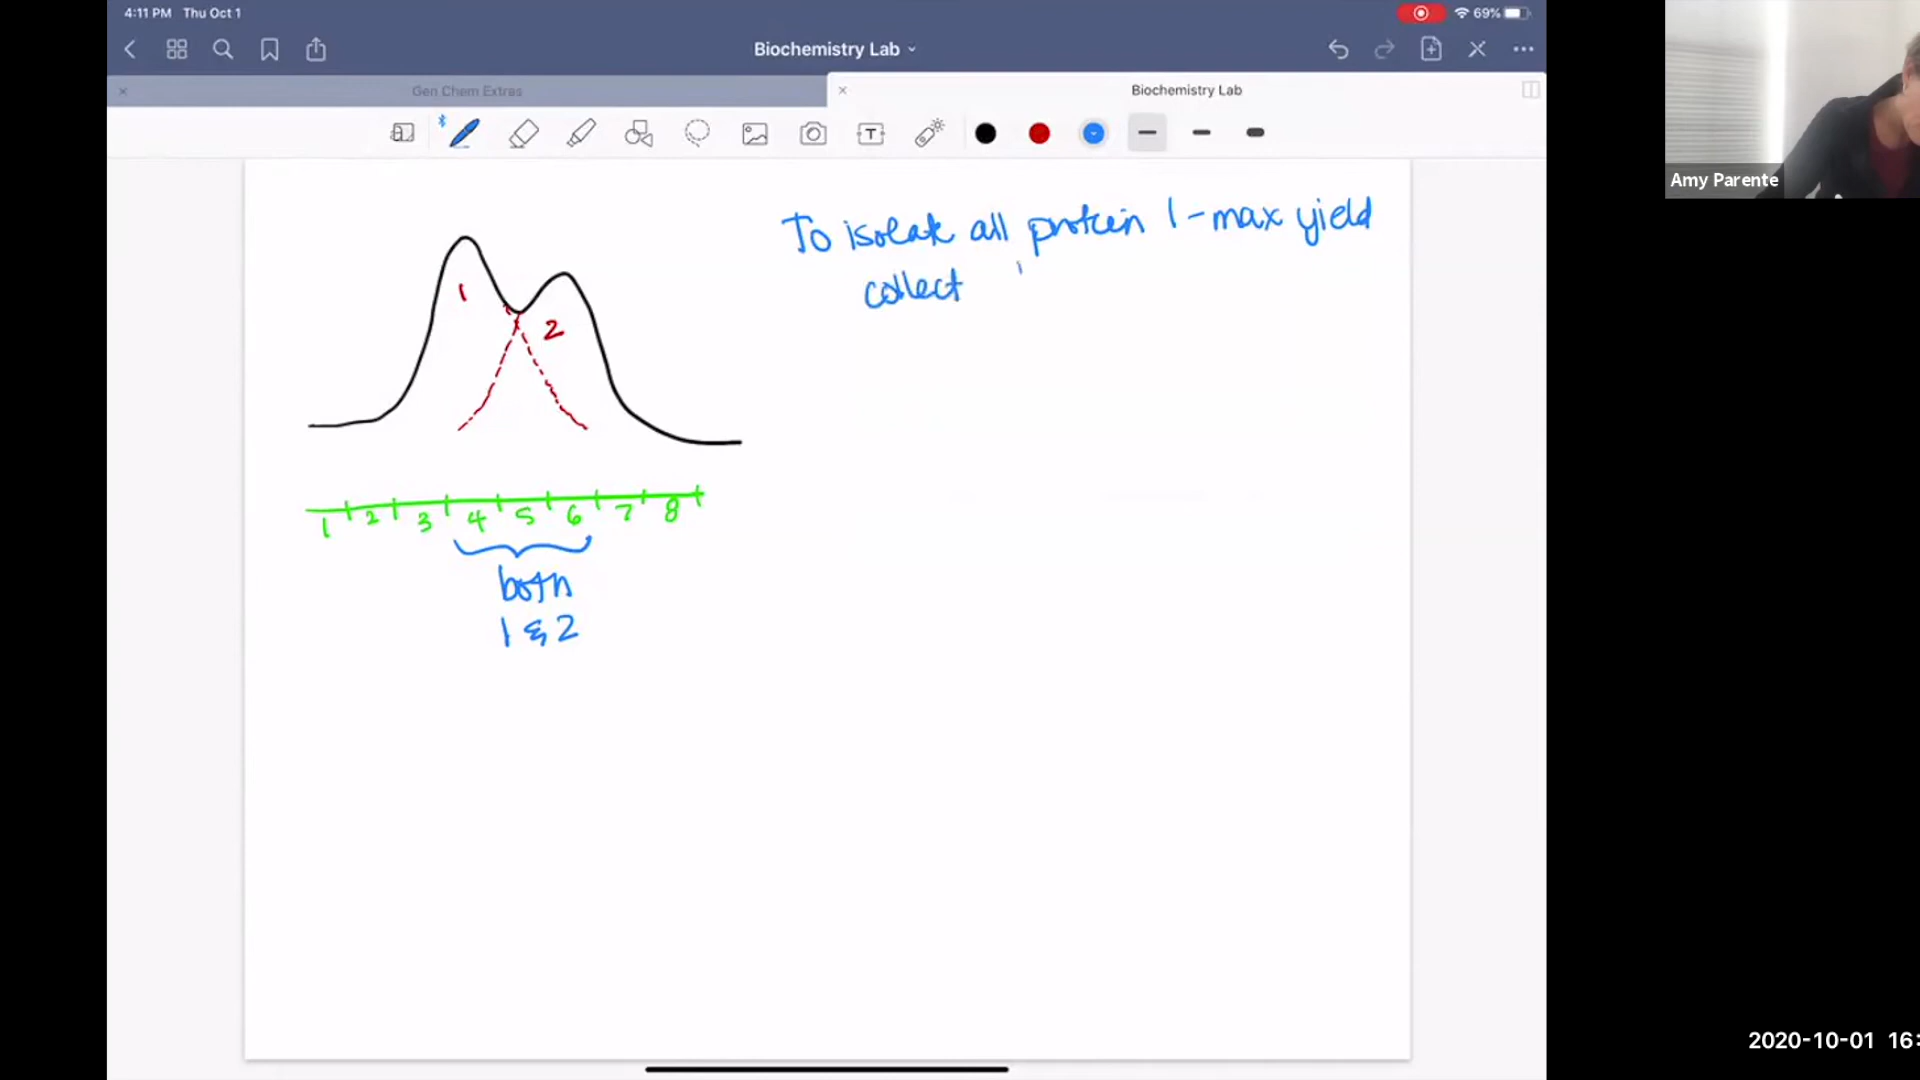 4:11 PM Thu Oct 1
69%
Biochemistry Lab
Gen Chem Extras
Biochemistry Lab
T
Amy Parente
To isolate all protein 1 - max yield
collect
1
2
1 2 3 4 5 6 7 8
both
1 & 2
2020-10-01 16: